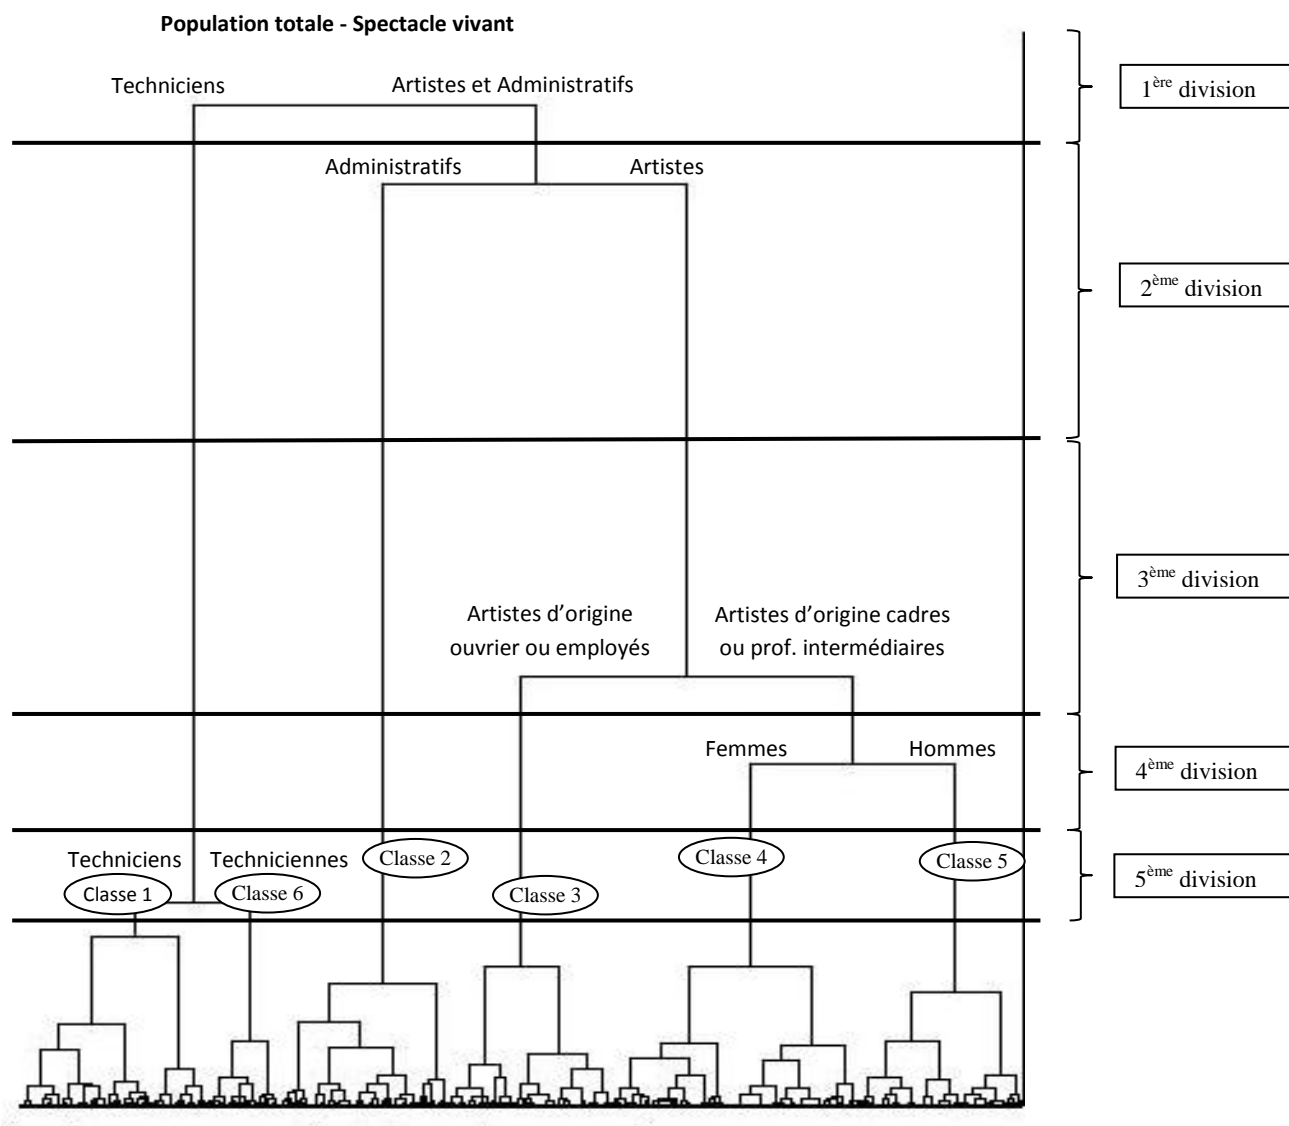 Population totale - Spectacle vivant
Techniciens
Artistes et Administratifs
1ère division
Administratifs
Artistes
2ème division
3ème division
Artistes d’origine
ouvrier ou employés
Artistes d’origine cadres
ou prof. intermédiaires
Femmes
Hommes
4ème division
Techniciens
Techniciennes
Classe 2
Classe 4
Classe 5
Classe 1
Classe 6
Classe 3
5ème division